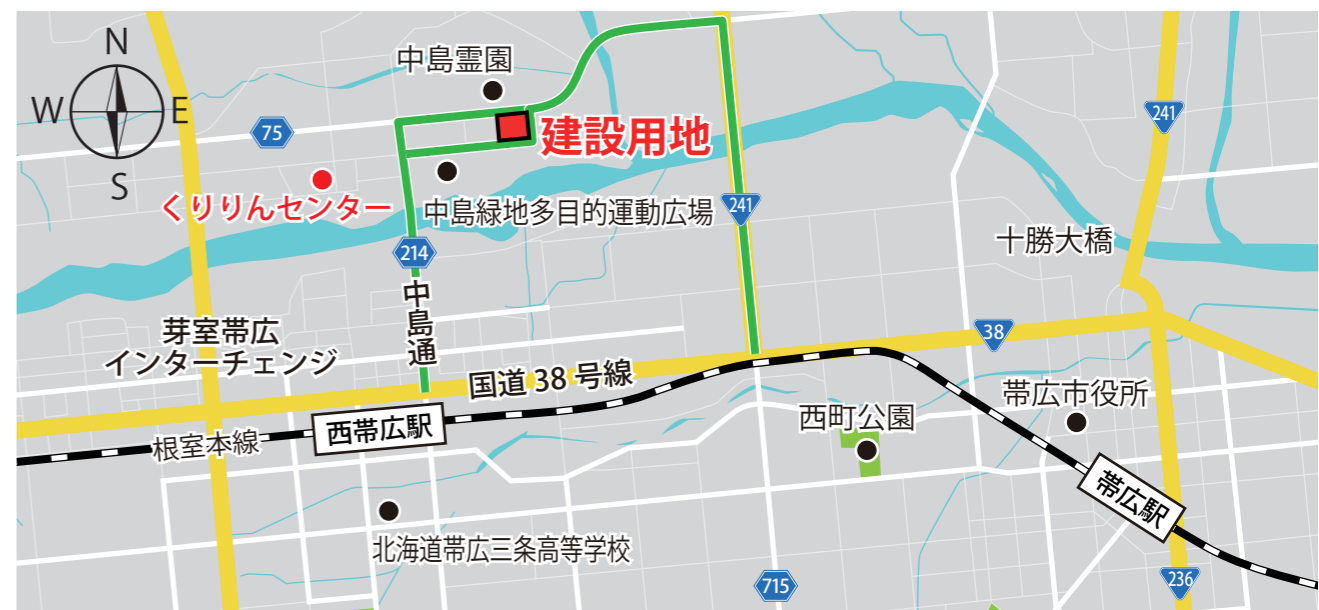 N
W
E
S
中島霊園
建設用地
75
くりりんセンター
中島緑地多目的運動広場
241
241
214
中島通
十勝大橋
芽室帯広
インターチェンジ
国道38号線
38
西帯広駅
根室本線
西町公園
帯広市役所
帯広駅
北海道帯広三条高等学校
715
236